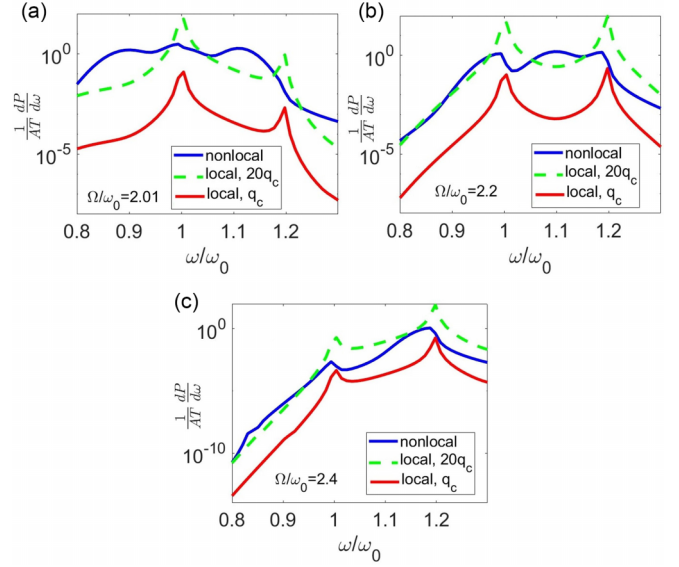 (a)
10^0
10^-5
1/AT dP/dω
nonlocal
local, 20q_c
local, q_c
Ω/ω_0=2.01
0.8 0.9 1 1.1 1.2
ω/ω_0
(b)
10^0
10^-5
1/AT dP/dω
nonlocal
local, 20q_c
local, q_c
Ω/ω_0=2.2
0.8 0.9 1 1.1 1.2
ω/ω_0
(c)
10^0
10^-10
1/AT dP/dω
nonlocal
local, 20q_c
local, q_c
Ω/ω_0=2.4
0.8 0.9 1 1.1 1.2
ω/ω_0